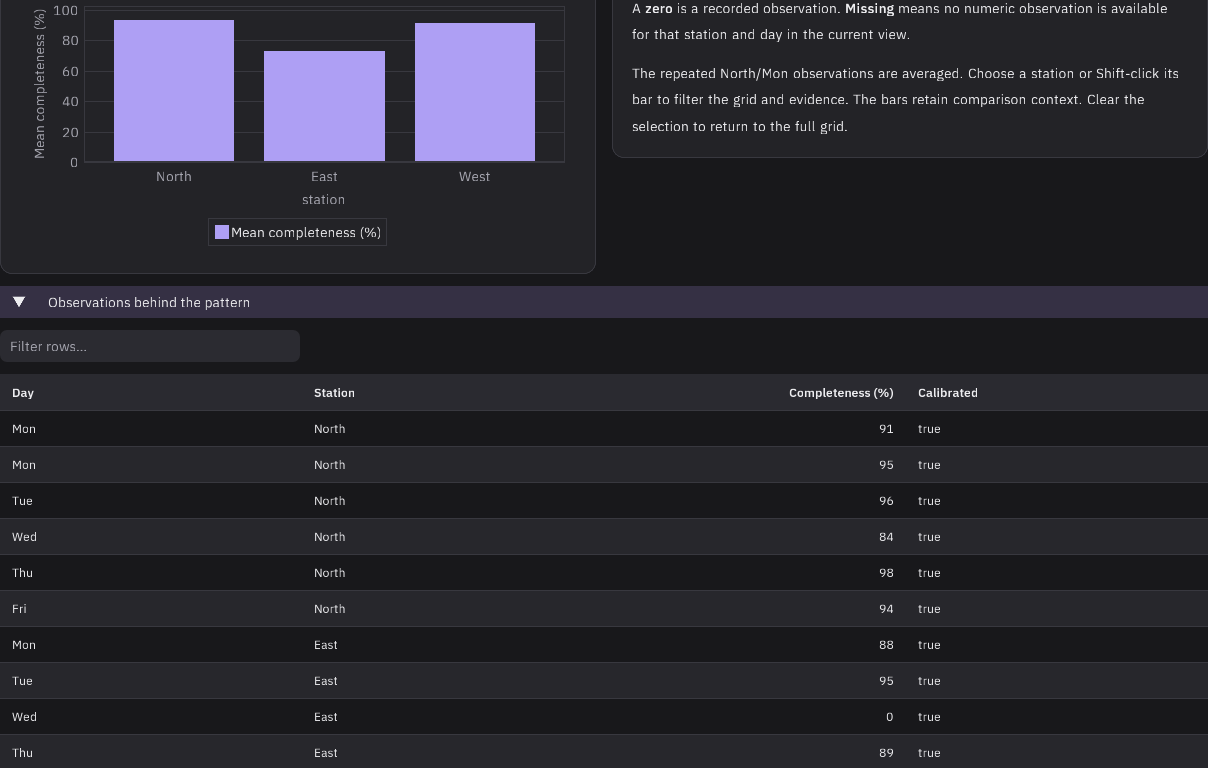 100
80
60
40
20
0
Mean completeness (%)
North
East
West
station
Mean completeness (%)
A zero is a recorded observation. Missing means no numeric observation is available
for that station and day in the current view.
The repeated North/Mon observations are averaged. Choose a station or Shift-click its
bar to filter the grid and evidence. The bars retain comparison context. Clear the
selection to return to the full grid.
Observations behind the pattern
Filter rows...
Day Station Completeness (%) Calibrated
Mon North 91 true
Mon North 95 true
Tue North 96 true
Wed North 84 true
Thu North 98 true
Fri North 94 true
Mon East 88 true
Tue East 95 true
Wed East 0 true
Thu East 89 true